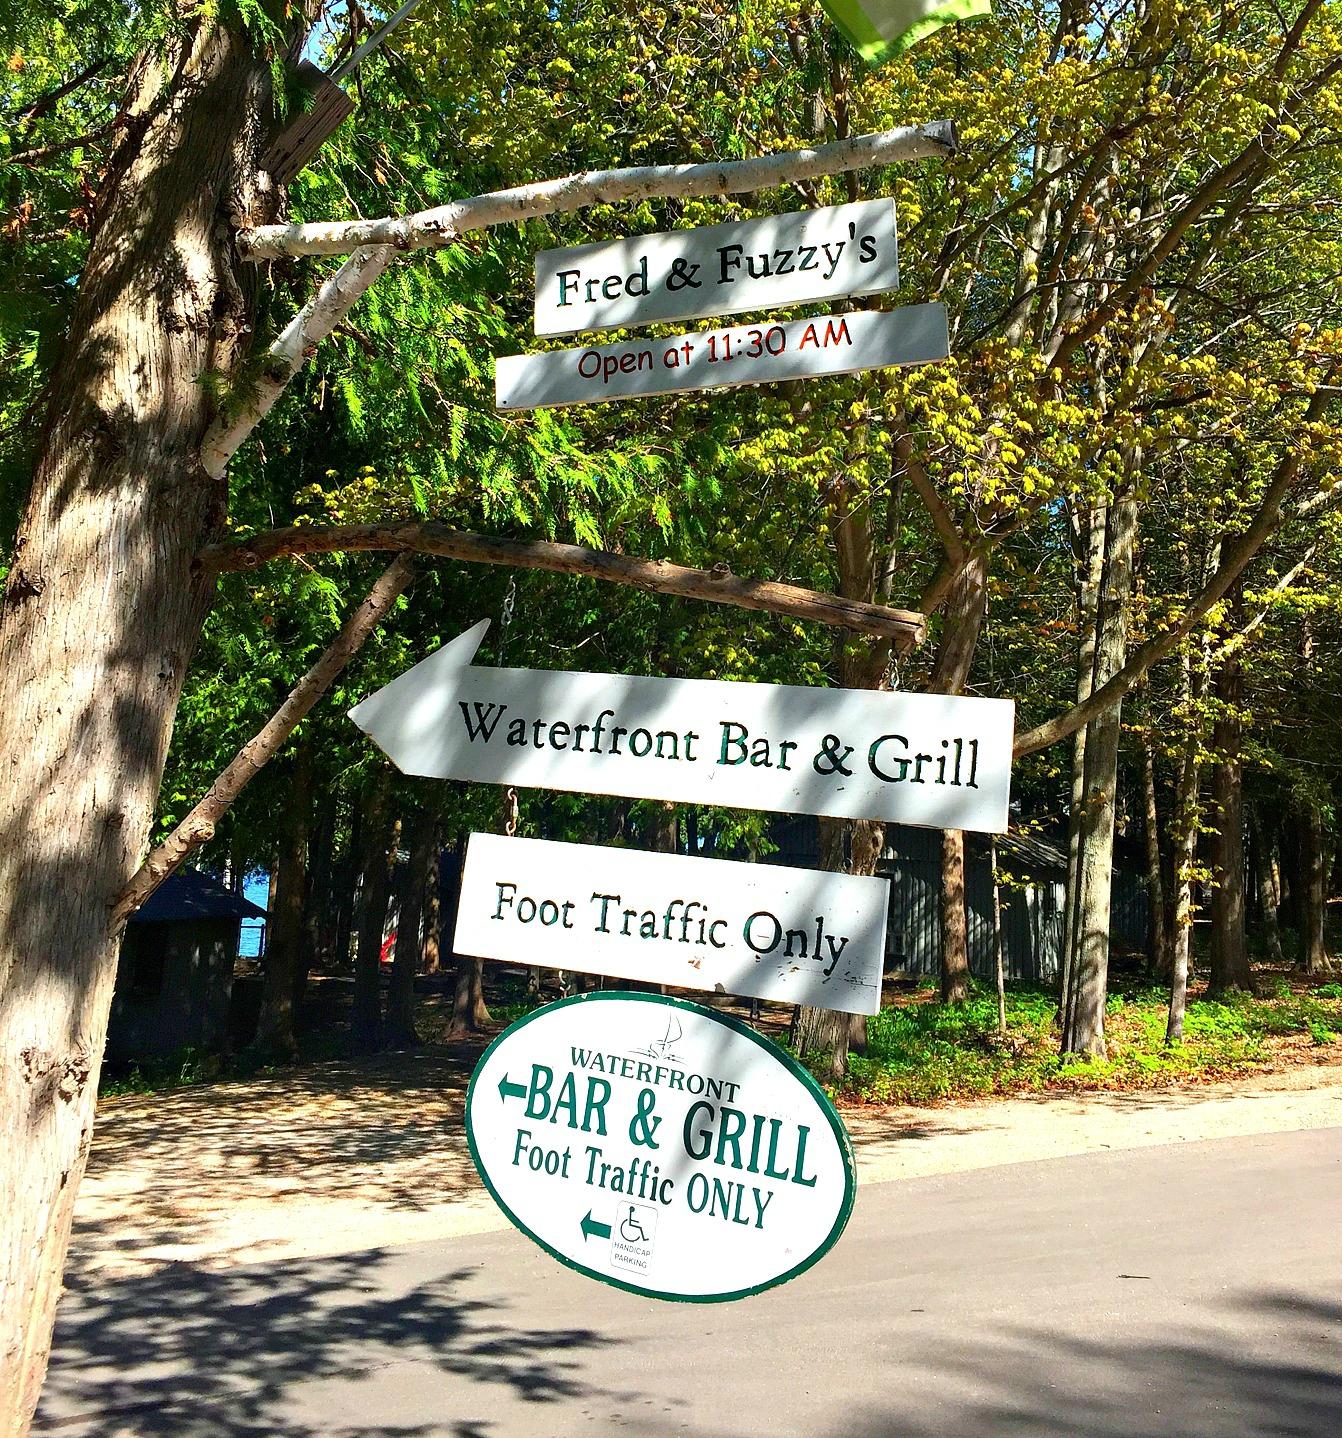 Fred & Fuzzy's
Open at 11:30 AM
Waterfront Bar & Grill
Foot Traffic Only
WATERFRONT
BAR & GRILL
Foot Traffic ONLY
HANDICAP
PARKING